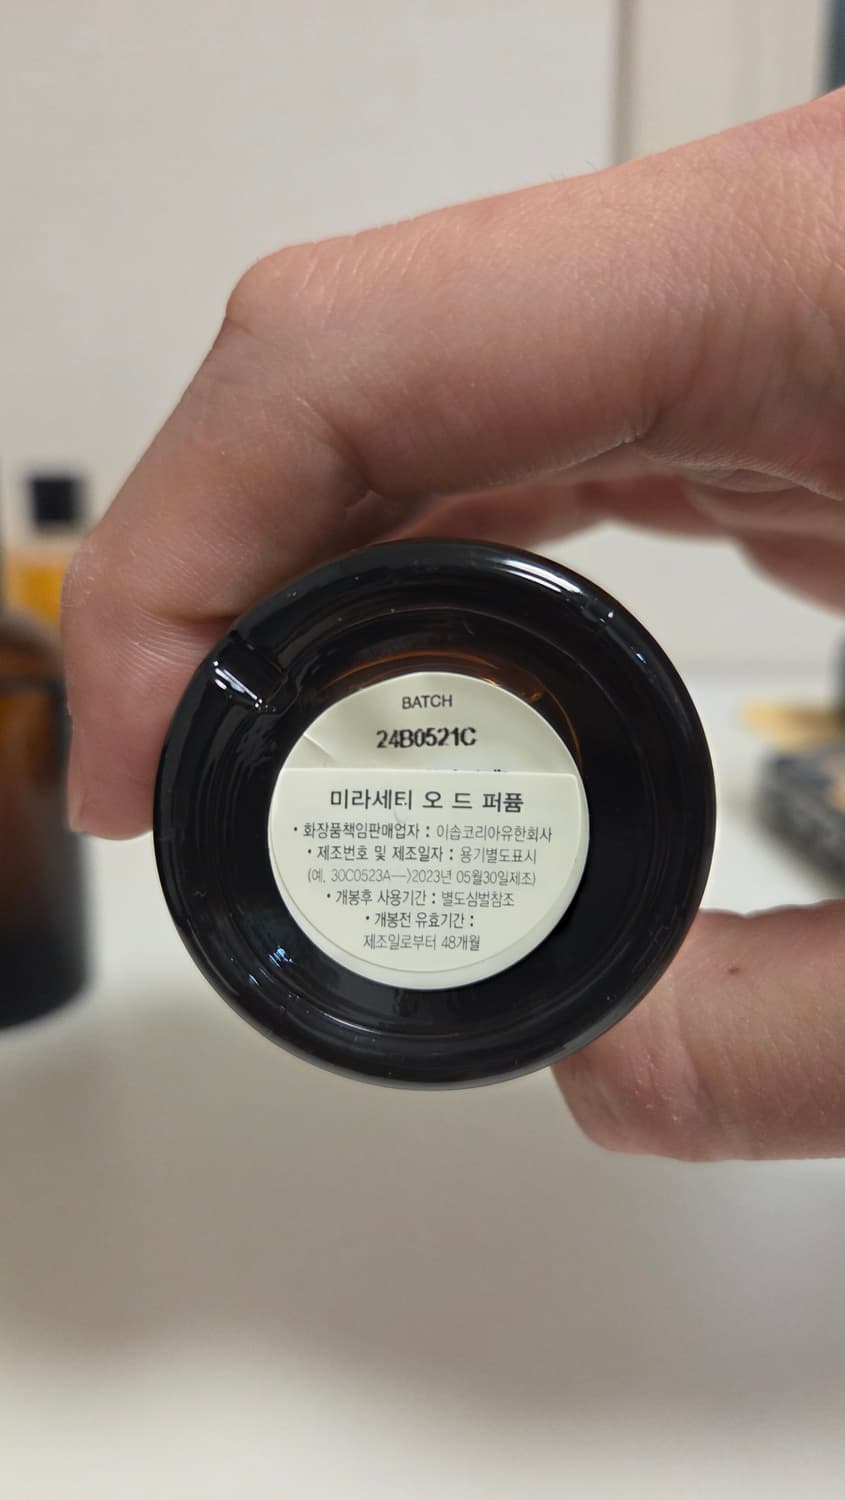 BATCH
24B0521C
미라세티 오 드 퍼퓸
• 화장품책임판매업자 : 이솝코리아유한회사
• 제조번호 및 제조일자 : 용기별도표시
(예. 30C0523A—>2023년 05월30일제조)
• 개봉후 사용기간 : 별도심벌참조
• 개봉전 유효기간 :
제조일로부터 48개월